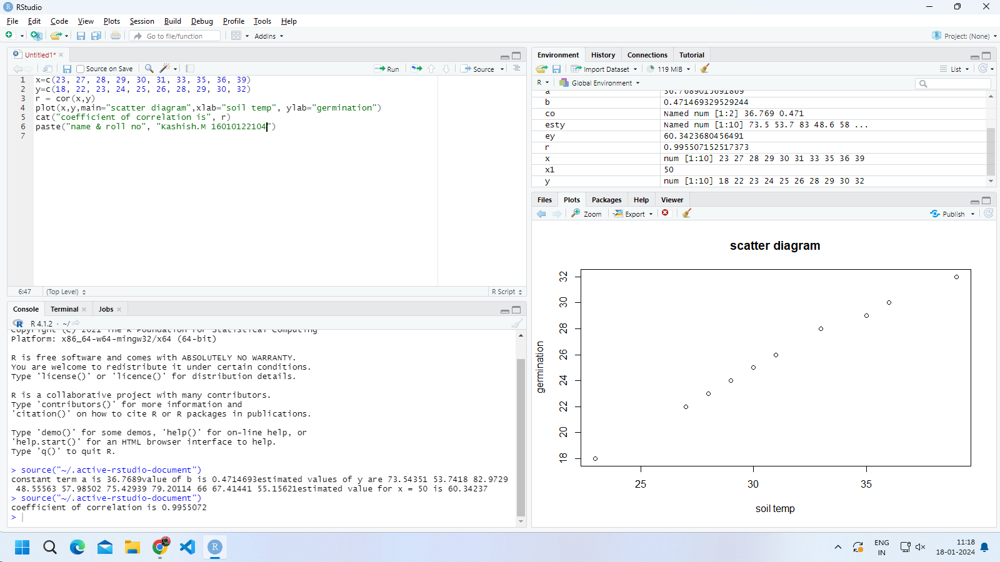 RStudio
File Edit Code View Plots Session Build Debug Profile Tools Help
Go to file/function Addins Project: (None)
Untitled1*
Source on Save Run Source
1 x=c(23, 27, 28, 29, 30, 31, 33, 35, 36, 39)
2 y=c(18, 22, 23, 24, 25, 26, 28, 29, 30, 32)
3 r = cor(x,y)
4 plot(x,y,main="scatter diagram",xlab="soil temp", ylab="germination")
5 cat("coefficient of correlation is", r)
6 paste("name & roll no", "Kashish.M 16010122104")
7
6:47 (Top Level) R Script
Console Terminal Jobs
R 4.1.2 · ~/
Copyright (C) 2021 The R Foundation for Statistical Computing
Platform: x86_64-w64-mingw32/x64 (64-bit)
R is free software and comes with ABSOLUTELY NO WARRANTY.
You are welcome to redistribute it under certain conditions.
Type 'license()' or 'licence()' for distribution details.
R is a collaborative project with many contributors.
Type 'contributors()' for more information and
'citation()' on how to cite R or R packages in publications.
Type 'demo()' for some demos, 'help()' for on-line help, or
'help.start()' for an HTML browser interface to help.
Type 'q()' to quit R.
> source("~/.active-rstudio-document")
constant term a is 36.7689value of b is 0.4714693estimated values of y are 73.54351 53.7418 82.9729
48.55563 57.98502 75.42939 79.20114 66 67.41441 55.15621estimated value for x = 50 is 60.34237
> source("~/.active-rstudio-document")
coefficient of correlation is 0.9955072
>
Environment History Connections Tutorial
Import Dataset 119 MiB List
R Global Environment
a 36.7689015691869
b 0.471469329529244
co Named num [1:2] 36.769 0.471
esty Named num [1:10] 73.5 53.7 83 48.6 58 ...
ey 60.3423680456491
r 0.995507152517373
x num [1:10] 23 27 28 29 30 31 33 35 36 39
x1 50
y num [1:10] 18 22 23 24 25 26 28 29 30 32
Files Plots Packages Help Viewer
Zoom Export Publish
scatter diagram
32
30
28
26
24
22
20
18
germination
25 30 35
soil temp
ENG
IN
11:18
18-01-2024